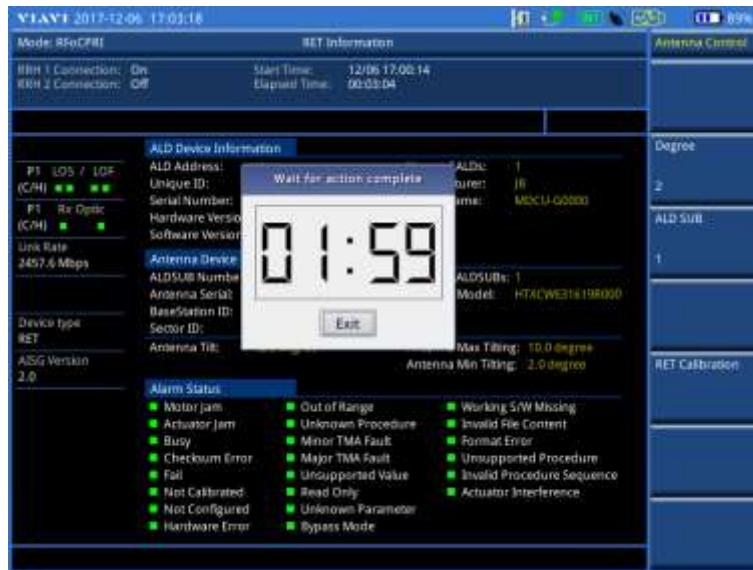 VIAVI 2017-12-06 17:03:18
INT
89%
Mode: RFoCPRI
RET Information
Antenna Control
RRH 1 Connection: On
Start Time: 12/06 17:00:14
RRH 2 Connection: Off
Elapsed Time: 00:03:04
ALD Device Information
P1 LOS / LOF
(C/H)
P1 Rx Optic
(C/H)
Link Rate
2457.6 Mbps
Device type
RET
AISG Version
2.0
ALD Address:
ALDs: 1
Unique ID:
turer:
Serial Number:
ame: MDCU-G0000
Hardware Versio
Software Version
Antenna Device
ALDSUB Numbe
ALDSUBs: 1
Antenna Serial:
Model:
BaseStation ID:
Sector ID:
Antenna Tilt:
Max Tilting: 10.0 degree
Antenna Min Tilting: 2.0 degree
Wait for action complete
01:59
Exit
Alarm Status
Motor Jam
Out of Range
Working S/W Missing
Actuator Jam
Unknown Procedure
Invalid File Content
Busy
Minor TMA Fault
Format Error
Checksum Error
Major TMA Fault
Unsupported Procedure
Fail
Unsupported Value
Invalid Procedure Sequence
Not Calibrated
Read Only
Actuator Interference
Not Configured
Unknown Parameter
Hardware Error
Bypass Mode
Degree
2
ALD SUB
1
RET Calibration